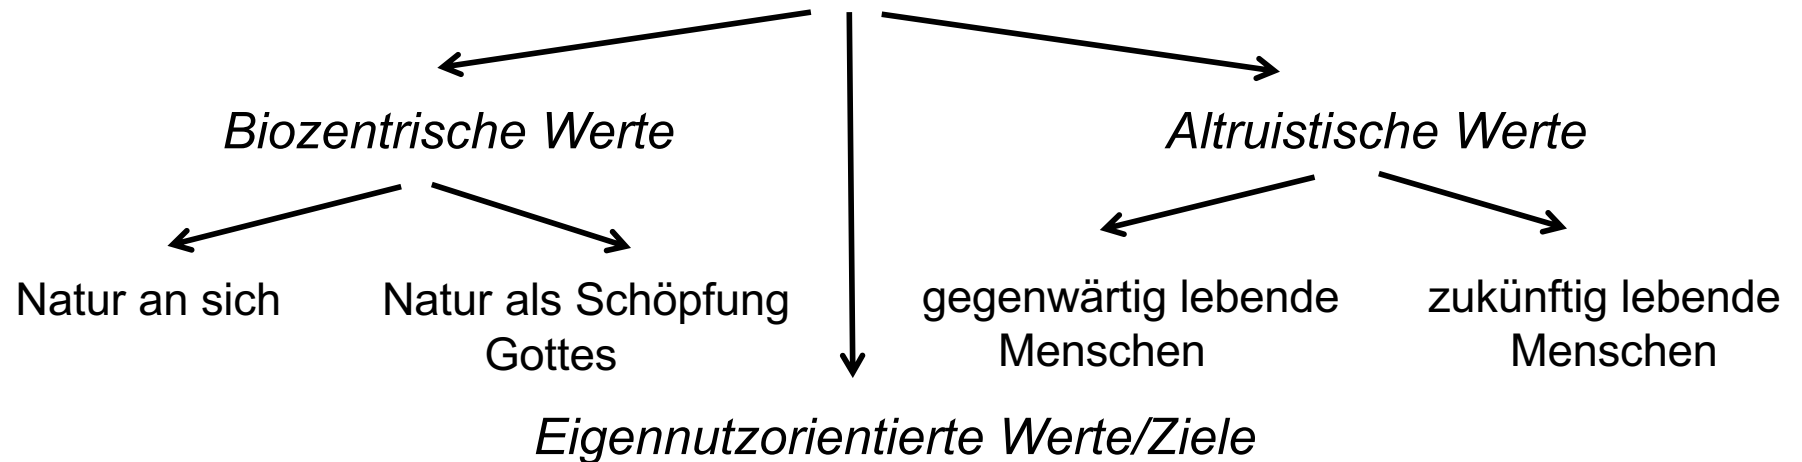 Biozentrische Werte
Altruistische Werte
Natur an sich
Natur als Schöpfung
Gottes
gegenwärtig lebende
Menschen
zukünftig lebende
Menschen
Eigennutzorientierte Werte/Ziele